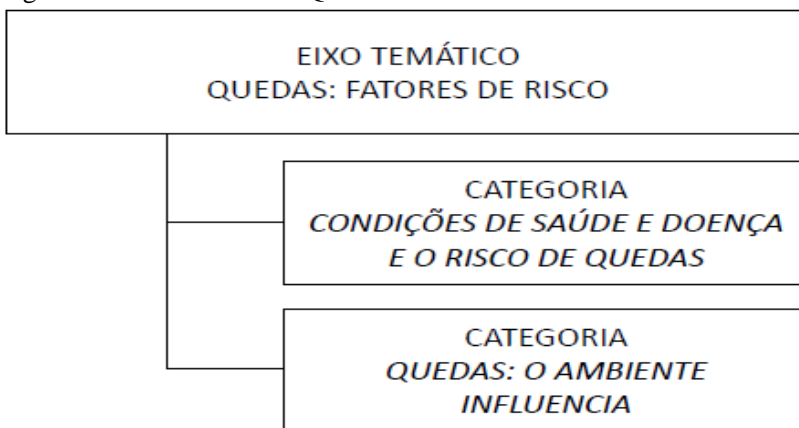 EIXO TEMÁTICO
QUEDAS: FATORES DE RISCO
CATEGORIA
CONDIÇÕES DE SAÚDE E DOENÇA
E O RISCO DE QUEDAS
CATEGORIA
QUEDAS: O AMBIENTE
INFLUENCIA